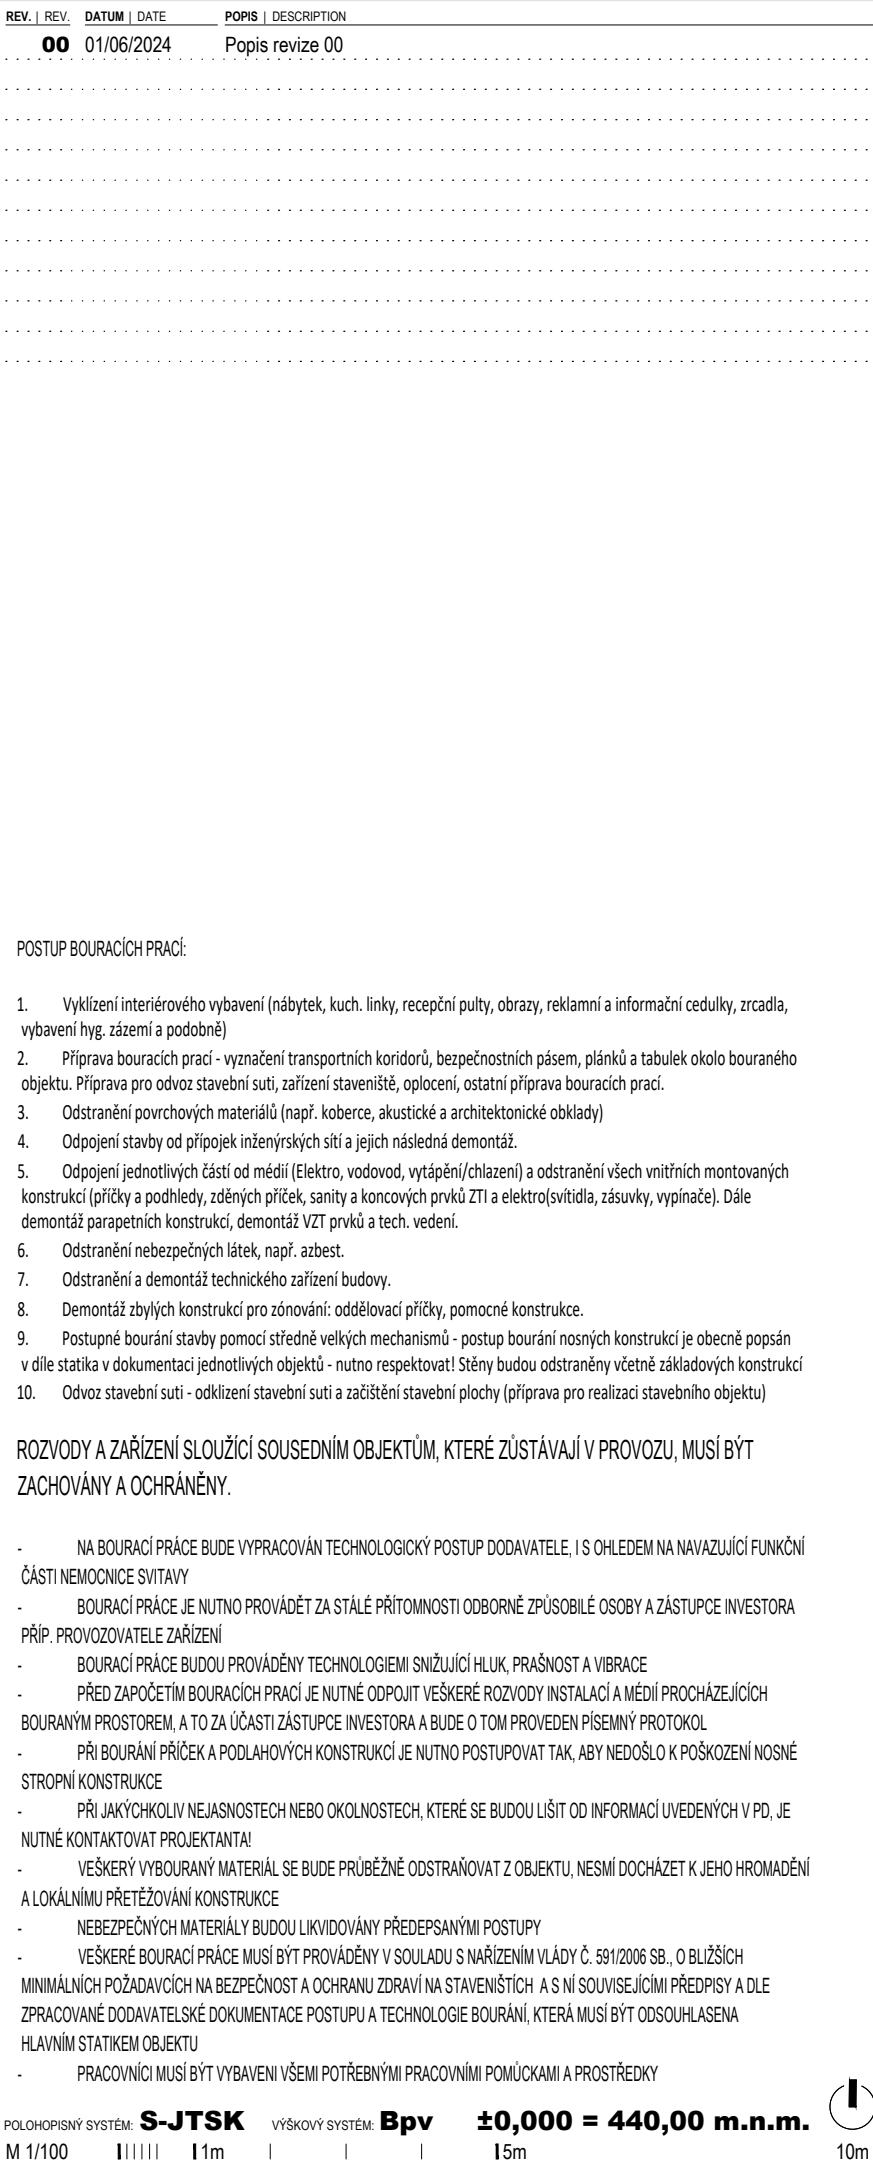 REV. | REV. DATUM | DATE POPIS | DESCRIPTION
00 01/06/2024 Popis revize 00
POSTUP BOURACÍCH PRACÍ:
1. Vyklízení interiérového vybavení (nábytek, kuch. linky, recepční pulty, obrazy, reklamní a informační cedulky, zrcadla,
vybavení hyg. zázemí a podobně)
2. Příprava bouracích prací - vyznačení transportních koridorů, bezpečnostních pásem, plánků a tabulek okolo bouraného
objektu. Příprava pro odvoz stavební suti, zařízení staveniště, oplocení, ostatní příprava bouracích prací.
3. Odstranění povrchových materiálů (např. koberce, akustické a architektonické obklady)
4. Odpojení stavby od přípojek inženýrských sítí a jejich následná demontáž.
5. Odpojení jednotlivých částí od médií (Elektro, vodovod, vytápění/chlazení) a odstranění všech vnitřních montovaných
konstrukcí (příčky a podhledy, zděných příček, sanity a koncových prvků ZTI a elektro(svítidla, zásuvky, vypínače). Dále
demontáž parapetních konstrukcí, demontáž VZT prvků a tech. vedení.
6. Odstranění nebezpečných látek, např. azbest.
7. Odstranění a demontáž technického zařízení budovy.
8. Demontáž zbylých konstrukcí pro zónování: oddělovací příčky, pomocné konstrukce.
9. Postupné bourání stavby pomocí středně velkých mechanismů - postup bourání nosných konstrukcí je obecně popsán
v díle statika v dokumentaci jednotlivých objektů - nutno respektovat! Stěny budou odstraněny včetně základových konstrukcí
10. Odvoz stavební suti - odklizení stavební suti a začištění stavební plochy (příprava pro realizaci stavebního objektu)
ROZVODY A ZAŘÍZENÍ SLOUŽÍCÍ SOUSEDNÍM OBJEKTŮM, KTERÉ ZŮSTÁVAJÍ V PROVOZU, MUSÍ BÝT
ZACHOVÁNY A OCHRÁNĚNY.
- NA BOURACÍ PRÁCE BUDE VYPRACOVÁN TECHNOLOGICKÝ POSTUP DODAVATELE, I S OHLEDEM NA NAVAZUJÍCÍ FUNKČNÍ
ČÁSTI NEMOCNICE SVITAVY
- BOURACÍ PRÁCE JE NUTNO PROVÁDĚT ZA STÁLÉ PŘÍTOMNOSTI ODBORNĚ ZPŮSOBILÉ OSOBY A ZÁSTUPCE INVESTORA
PŘÍP. PROVOZOVATELE ZAŘÍZENÍ
- BOURACÍ PRÁCE BUDOU PROVÁDĚNY TECHNOLOGIEMI SNIŽUJÍCÍ HLUK, PRAŠNOST A VIBRACE
- PŘED ZAPOČETÍM BOURACÍCH PRACÍ JE NUTNÉ ODPOJIT VEŠKERÉ ROZVODY INSTALACÍ A MÉDIÍ PROCHÁZEJÍCÍCH
BOURANÝM PROSTOREM, A TO ZA ÚČASTI ZÁSTUPCE INVESTORA A BUDE O TOM PROVEDEN PÍSEMNÝ PROTOKOL
- PŘI BOURÁNÍ PŘÍČEK A PODLAHOVÝCH KONSTRUKCÍ JE NUTNO POSTUPOVAT TAK, ABY NEDOŠLO K POŠKOZENÍ NOSNÉ
STROPNÍ KONSTRUKCE
- PŘI JAKÝCHKOLIV NEJASNOSTECH NEBO OKOLNOSTECH, KTERÉ SE BUDOU LIŠIT OD INFORMACÍ UVEDENÝCH V PD, JE
NUTNÉ KONTAKTOVAT PROJEKTANTA!
- VEŠKERÝ VYBOURANÝ MATERIÁL SE BUDE PRŮBĚŽNĚ ODSTRAŇOVAT Z OBJEKTU, NESMÍ DOCHÁZET K JEHO HROMADĚNÍ
A LOKÁLNÍMU PŘETĚŽOVÁNÍ KONSTRUKCE
- NEBEZPEČNÝCH MATERIÁLY BUDOU LIKVIDOVÁNY PŘEDEPSANÝMI POSTUPY
- VEŠKERÉ BOURACÍ PRÁCE MUSÍ BÝT PROVÁDĚNY V SOULADU S NAŘÍZENÍM VLÁDY Č. 591/2006 SB., O BLIŽŠÍCH
MINIMÁLNÍCH POŽADAVCÍCH NA BEZPEČNOST A OCHRANU ZDRAVÍ NA STAVENIŠTÍCH A S NÍ SOUVISEJÍCÍMI PŘEDPISY A DLE
ZPRACOVANÉ DODAVATELSKÉ DOKUMENTACE POSTUPU A TECHNOLOGIE BOURÁNÍ, KTERÁ MUSÍ BÝT ODSOUHLASENA
HLAVNÍM STATIKEM OBJEKTU
- PRACOVNÍCI MUSÍ BÝT VYBAVENI VŠEMI POTŘEBNÝMI PRACOVNÍMI POMŮCKAMI A PROSTŘEDKY
POLOHOPISNÝ SYSTÉM: S-JTSK VÝŠKOVÝ SYSTÉM: Bpv ±0,000 = 440,00 m.n.m.
M 1/100 1m 5m 10m